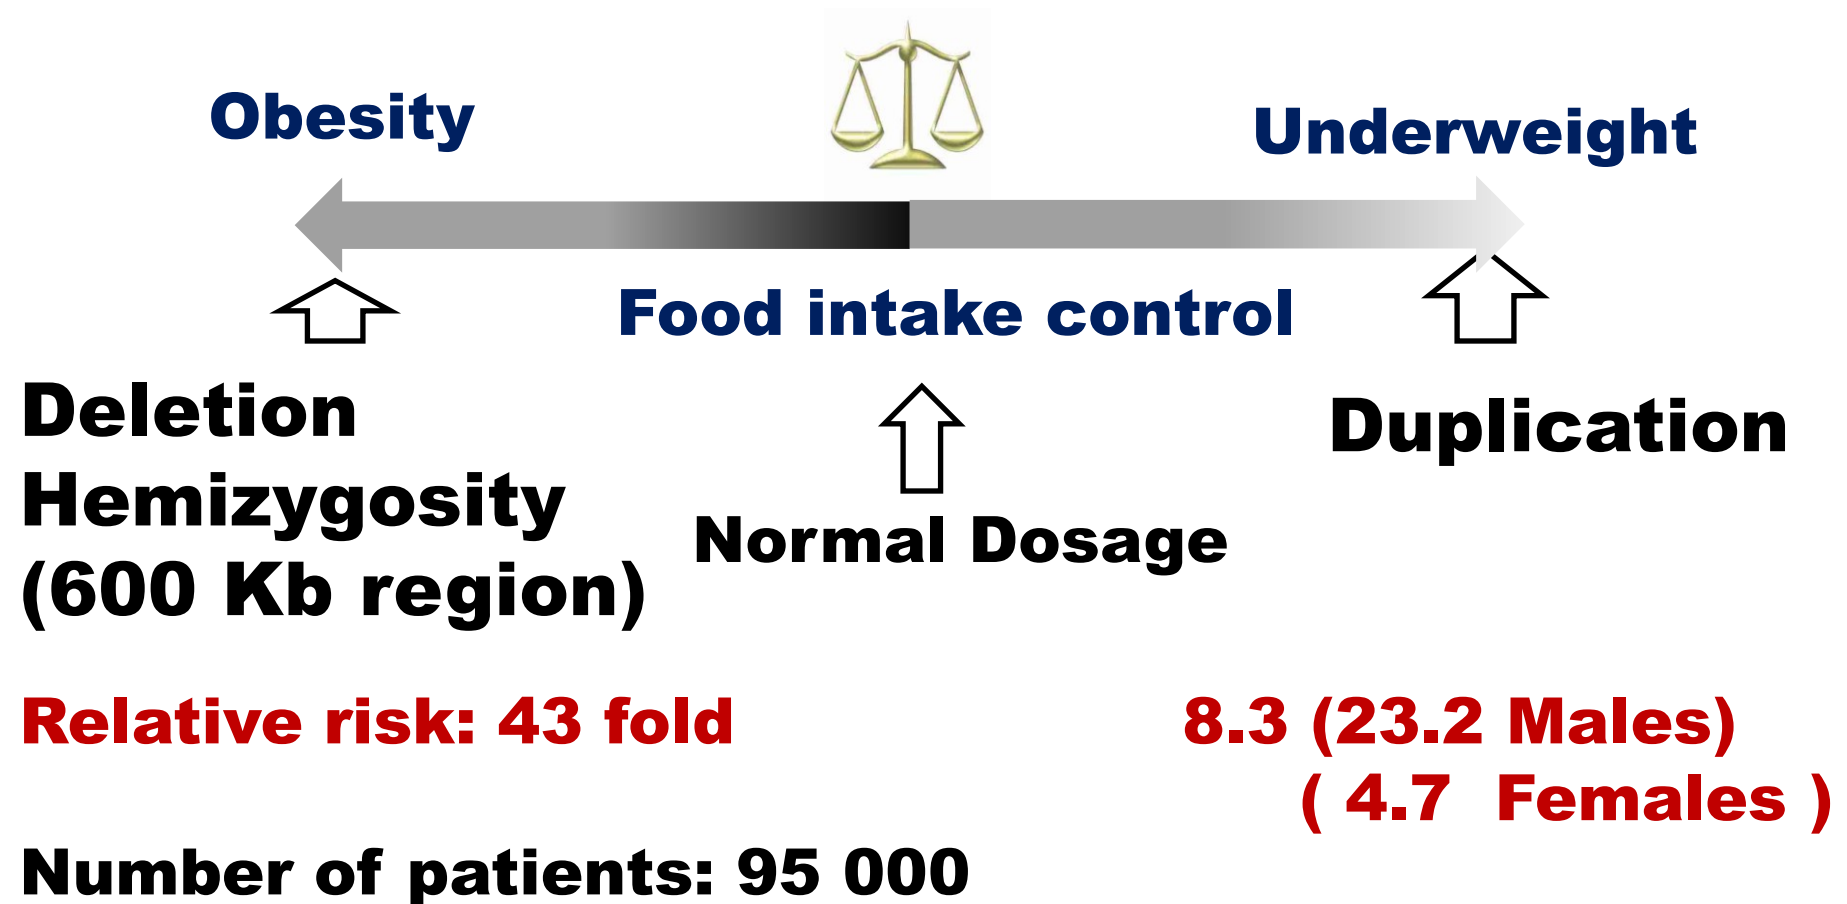 Obesity
Underweight
Food intake control
Deletion
Hemizygosity
(600 Kb region)
Normal Dosage
Duplication
Relative risk: 43 fold
8.3 (23.2 Males)
( 4.7 Females )
Number of patients: 95 000